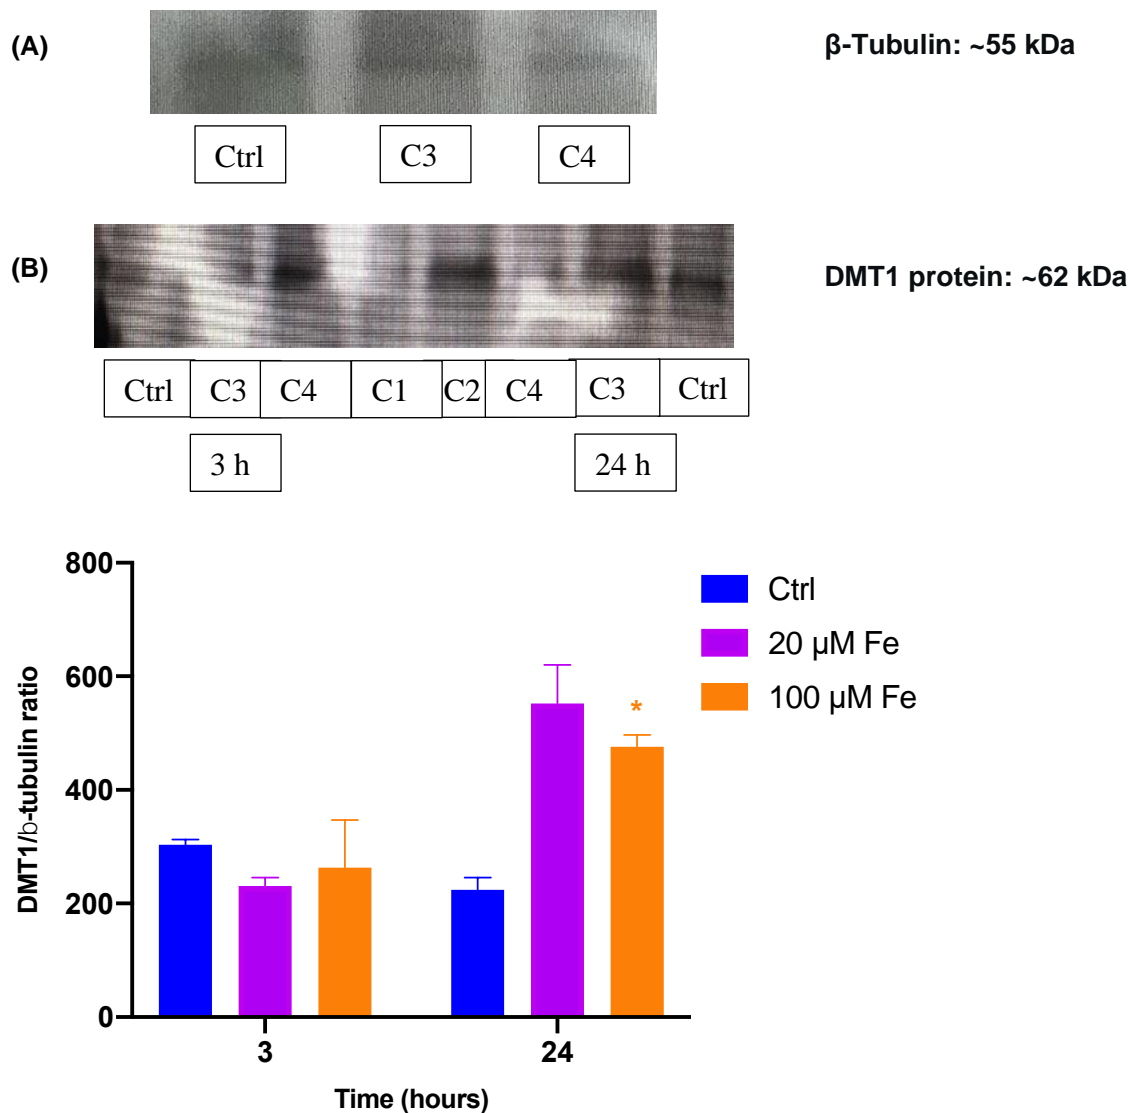 (A)
β-Tubulin: ~55 kDa
Ctrl C3 C4
(B)
DMT1 protein: ~62 kDa
Ctrl C3 C4 C1 C2 C4 C3 Ctrl
3 h 24 h
800
600
400
200
0
DMT1/b-tubulin ratio
Ctrl
20 µM Fe
100 µM Fe
*
3 24
Time (hours)